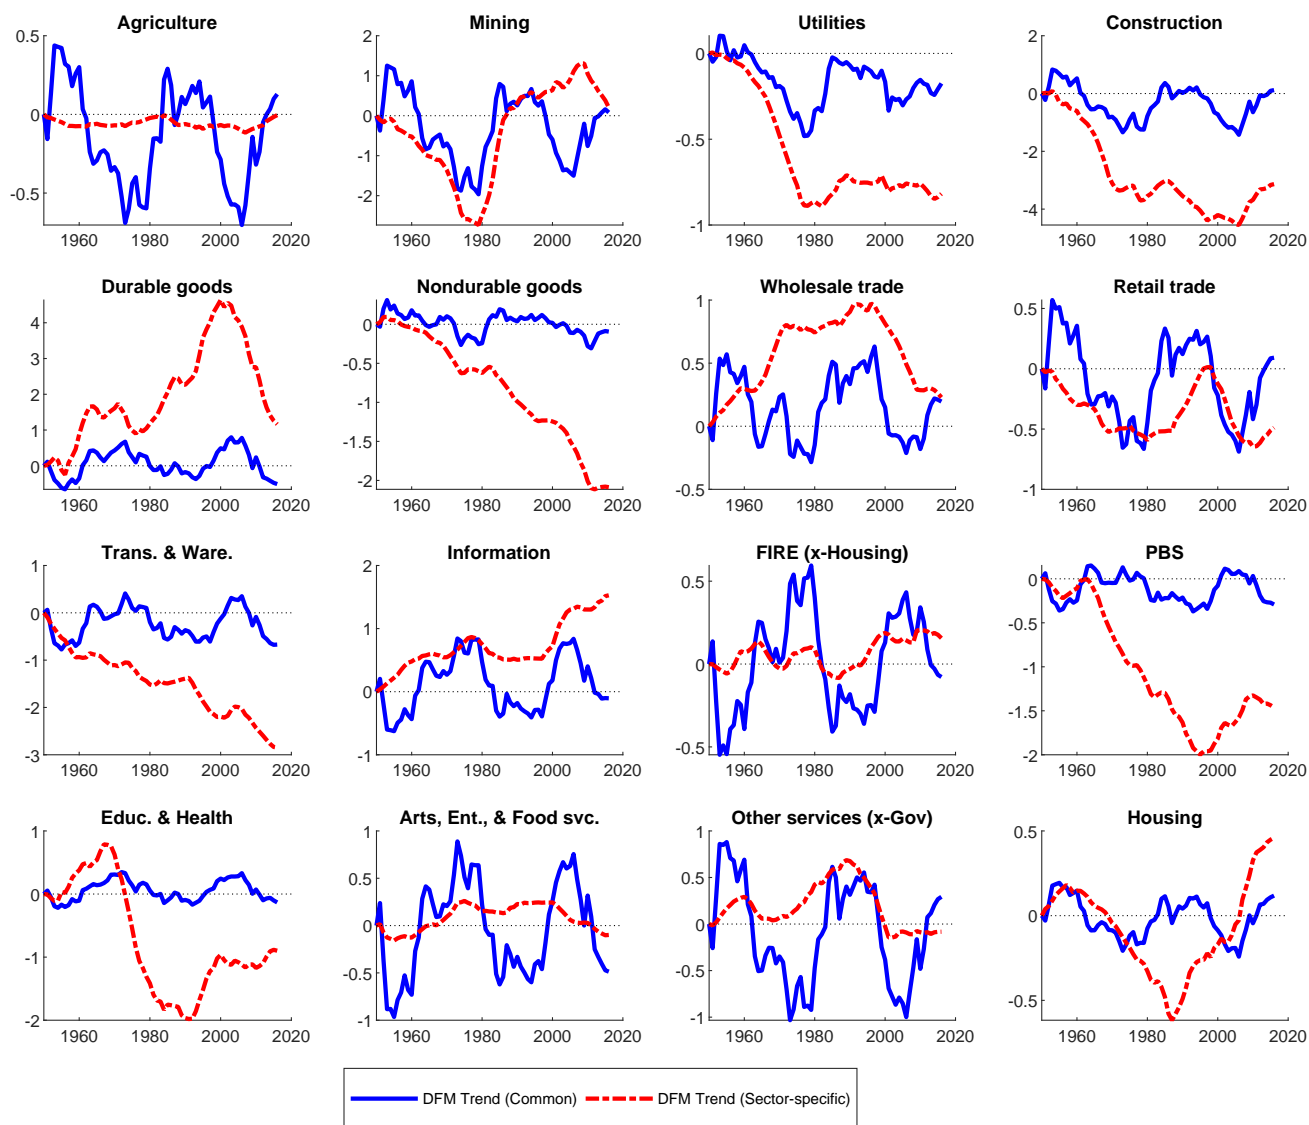 Agriculture
0.5
0
-0.5
1960 1980 2000 2020
Mining
2
1
0
-1
-2
1960 1980 2000 2020
Utilities
0
-0.5
-1
1960 1980 2000 2020
Construction
2
0
-2
-4
1960 1980 2000 2020
Durable goods
4
3
2
1
0
1960 1980 2000 2020
Nondurable goods
0
-0.5
-1
-1.5
-2
1960 1980 2000 2020
Wholesale trade
1
0.5
0
-0.5
1960 1980 2000 2020
Retail trade
0.5
0
-0.5
-1
1960 1980 2000 2020
Trans. & Ware.
1
0
-1
-2
-3
1960 1980 2000 2020
Information
2
1
0
-1
1960 1980 2000 2020
FIRE (x-Housing)
0.5
0
-0.5
1960 1980 2000 2020
PBS
0
-0.5
-1
-1.5
-2
1960 1980 2000 2020
Educ. & Health
1
0
-1
-2
1960 1980 2000 2020
Arts, Ent., & Food svc.
1
0.5
0
-0.5
-1
1960 1980 2000 2020
Other services (x-Gov)
1
0.5
0
-0.5
-1
1960 1980 2000 2020
Housing
0.5
0
-0.5
1960 1980 2000 2020
DFM Trend (Common) DFM Trend (Sector-specific)